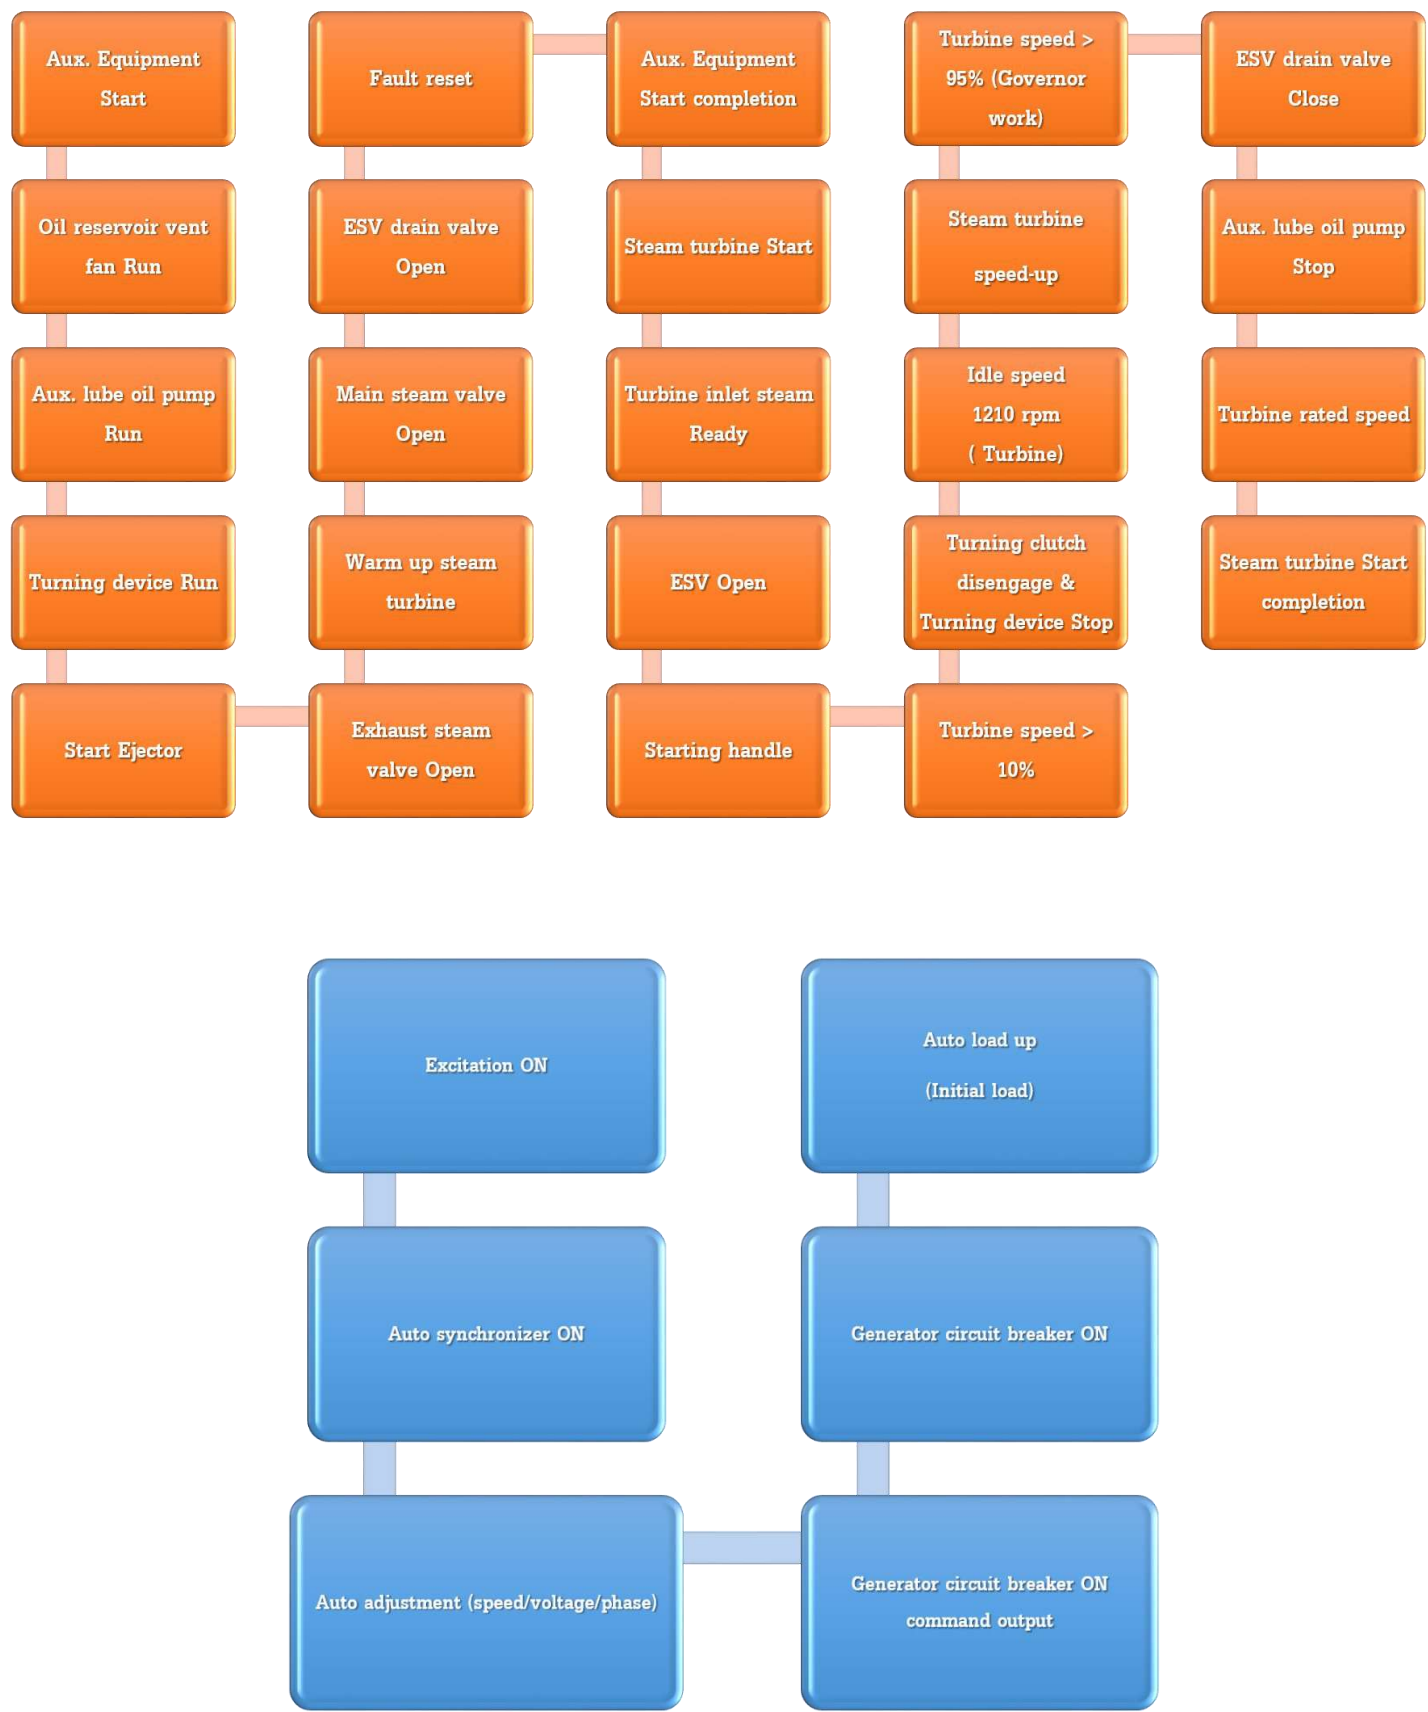 Aux. Equipment
Start
Oil reservoir vent
fan Run
Aux. lube oil pump
Run
Turning device Run
Start Ejector
Exhaust steam
valve Open
Warm up steam
turbine
Main steam valve
Open
ESV drain valve
Open
Fault reset
Aux. Equipment
Start completion
Steam turbine Start
Turbine inlet steam
Ready
ESV Open
Starting handle
Turbine speed >
10%
Turning clutch
disengage &
Turning device Stop
Idle speed
1210 rpm
( Turbine)
Steam turbine
speed-up
Turbine speed >
95% (Governor
work)
ESV drain valve
Close
Aux. lube oil pump
Stop
Turbine rated speed
Steam turbine Start
completion
Excitation ON
Auto synchronizer ON
Auto adjustment (speed/voltage/phase)
Generator circuit breaker ON
command output
Generator circuit breaker ON
Auto load up
(Initial load)